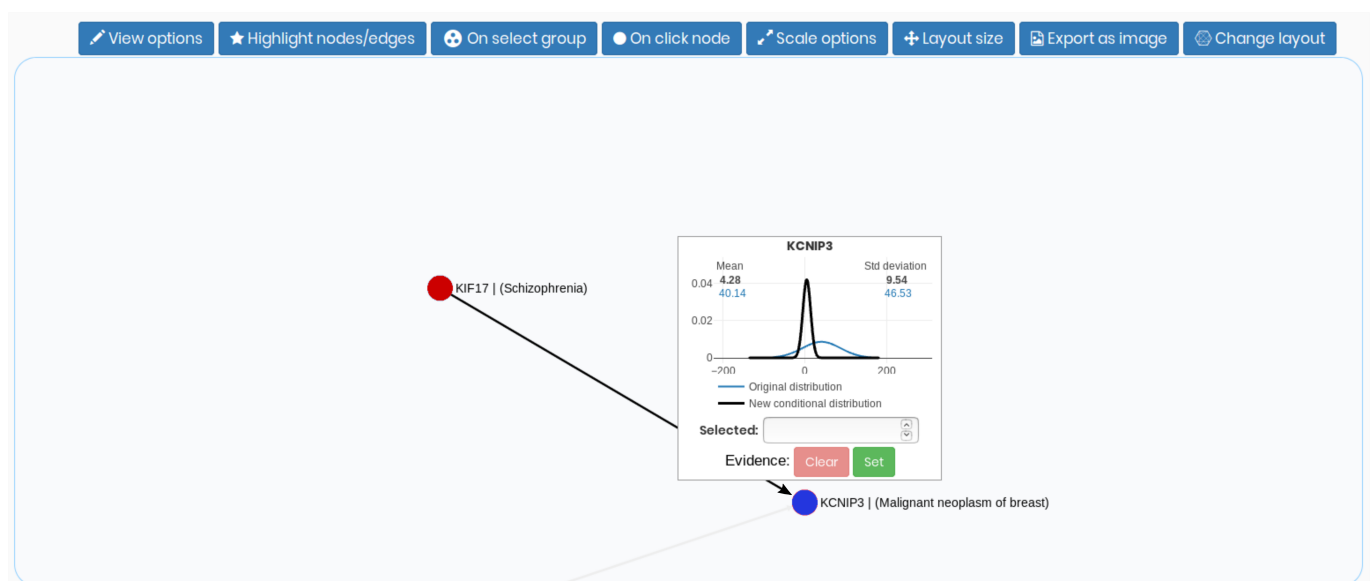 View options Highlight nodes/edges On select group On click node Scale options Layout size Export as image Change layout
KCNIP3
Mean Std deviation
0.04 4.28 9.54
40.14 46.53
KIF17 | (Schizophrenia)
0.02
0
−200 0 200
Original distribution
New conditional distribution
Selected:
Evidence: Clear Set
KCNIP3 | (Malignant neoplasm of breast)